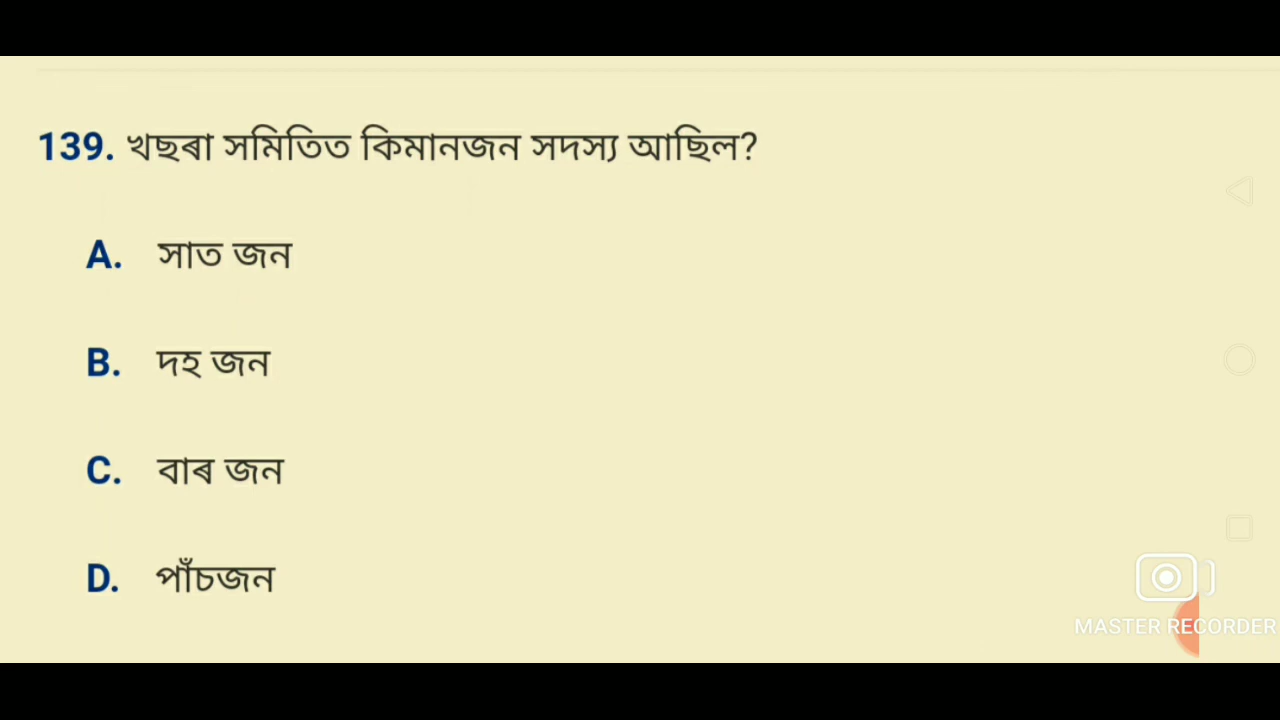 139. খছৰা সমিতিত কিমানজন সদস্য আছিল?
A. সাত জন
B. দহ জন
C. বাৰ জন
D. পাঁচজন
MASTER RECORDER